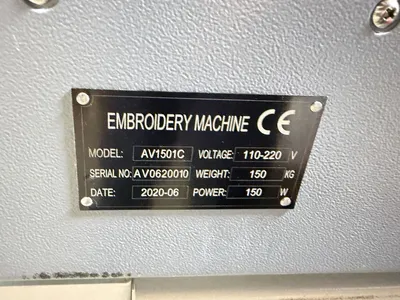 EMBROIDERY MACHINE CE
MODEL: AV1501C VOLTAGE: 110-220 V
SERIAL NO: AV0620010 WEIGHT: 150 KG
DATE: 2020-06 POWER: 150 W